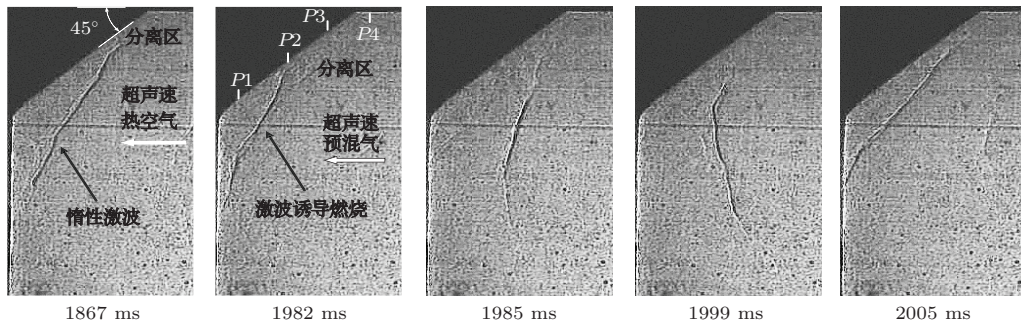 45°
分离区
超声速
热空气
惰性激波
1867 ms
P1
P2
P3
P4
分离区
超声速
预混气
激波诱导燃烧
1982 ms
1985 ms
1999 ms
2005 ms